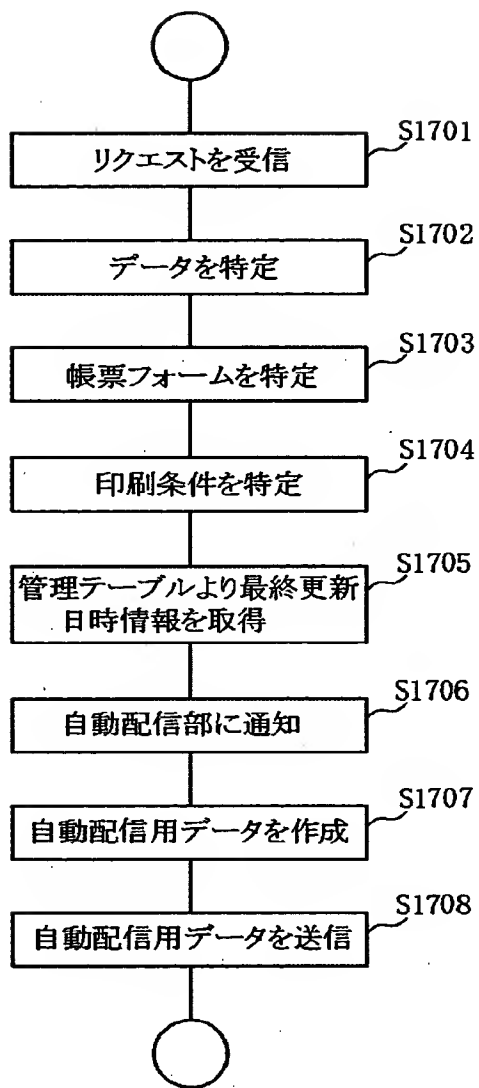 S1701
リクエストを受信
S1702
データを特定
S1703
帳票フォームを特定
S1704
印刷条件を特定
S1705
管理テーブルより最終更新
日時情報を取得
S1706
自動配信部に通知
S1707
自動配信用データを作成
S1708
自動配信用データを送信